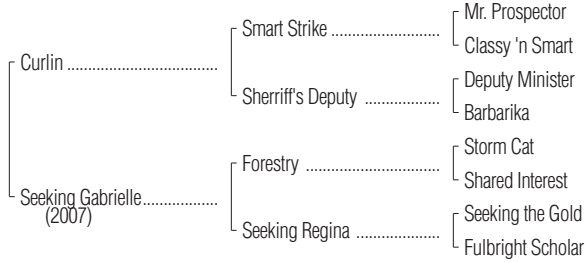 Mr. Prospector
Smart Strike ......................
Classy 'n Smart
Curlin ..............................
Deputy Minister
Sherriff's Deputy ...............
Barbarika
Storm Cat
Forestry ...........................
Shared Interest
Seeking Gabrielle...............
(2007)
Seeking the Gold
Seeking Regina .................
Fulbright Scholar